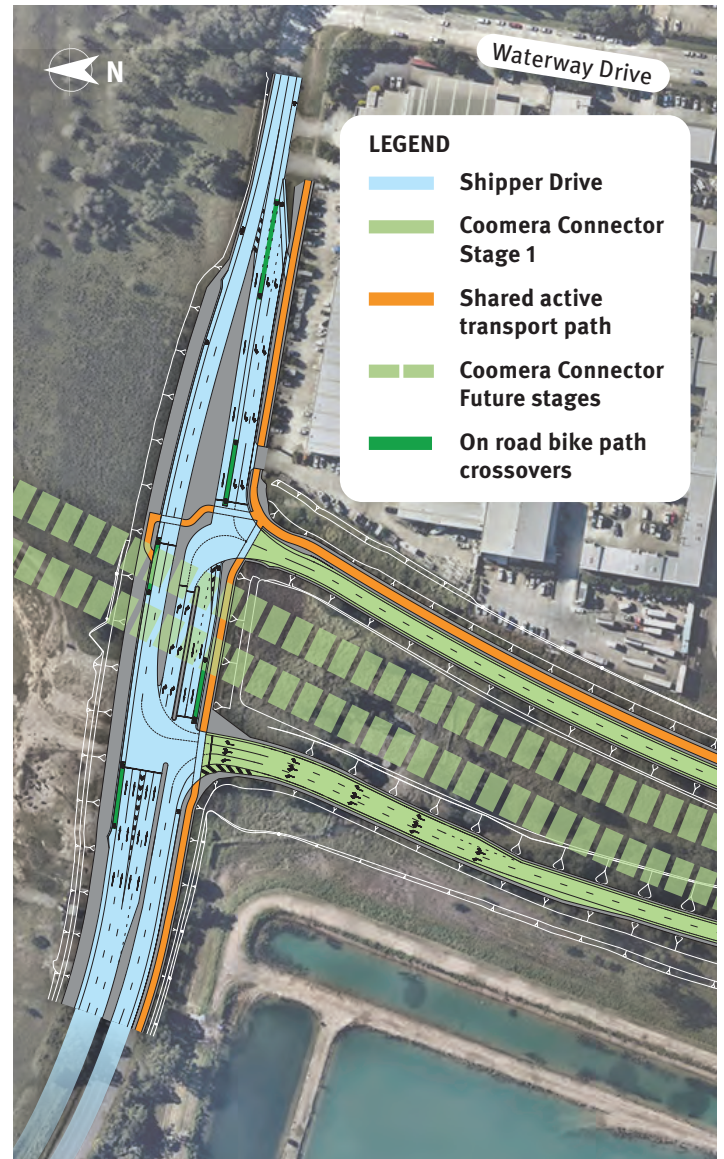 N
Waterway Drive
LEGEND
Shipper Drive
Coomera Connector
Stage 1
Shared active
transport path
Coomera Connector
Future stages
On road bike path
crossovers